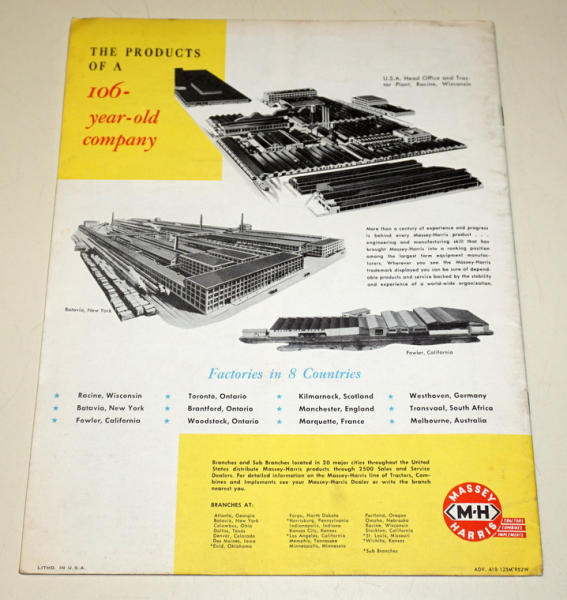 THE PRODUCTS
OF A
106-
year-old
company
U.S.A. Head Office and Trac-
tor Plant, Racine, Wisconsin
More than a century of experience and progress
is behind every Massey-Harris product . . .
engineering and manufacturing skill that has
brought Massey-Harris into a ranking position
among the largest farm equipment manufac-
turers. Wherever you see the Massey-Harris
trademark displayed you can be sure of depend-
able products and service backed by the stability
and experience of a world-wide organization.
Batavia, New York
Fowler, California
Factories in 8 Countries
★ Racine, Wisconsin ★ Toronto, Ontario ★ Kilmarnock, Scotland ★ Westhoven, Germany
★ Batavia, New York ★ Brantford, Ontario ★ Manchester, England ★ Transvaal, South Africa
★ Fowler, California ★ Woodstock, Ontario ★ Marquette, France ★ Melbourne, Australia
Branches and Sub Branches located in 20 major cities throughout the United
States distribute Massey-Harris products through 2500 Sales and Service
Dealers. For detailed information on the Massey-Harris line of Tractors, Com-
bines and Implements see your Massey-Harris Dealer or write the branch
nearest you.
BRANCHES AT:
Atlanta, Georgia
Batavia, New York
Columbus, Ohio
Dallas, Texas
Denver, Colorado
Des Moines, Iowa
*Enid, Oklahoma
Fargo, North Dakota
*Harrisburg, Pennsylvania
Indianapolis, Indiana
Kansas City, Kansas
*Los Angeles, California
Memphis, Tennessee
Minneapolis, Minnesota
Portland, Oregon
Omaha, Nebraska
Racine, Wisconsin
Stockton, California
*St. Louis, Missouri
*Wichita, Kansas
*Sub Branches
MASSEY
M-H
HARRIS
TRACTORS
COMBINES
IMPLEMENTS
LITHO. IN U.S.A.